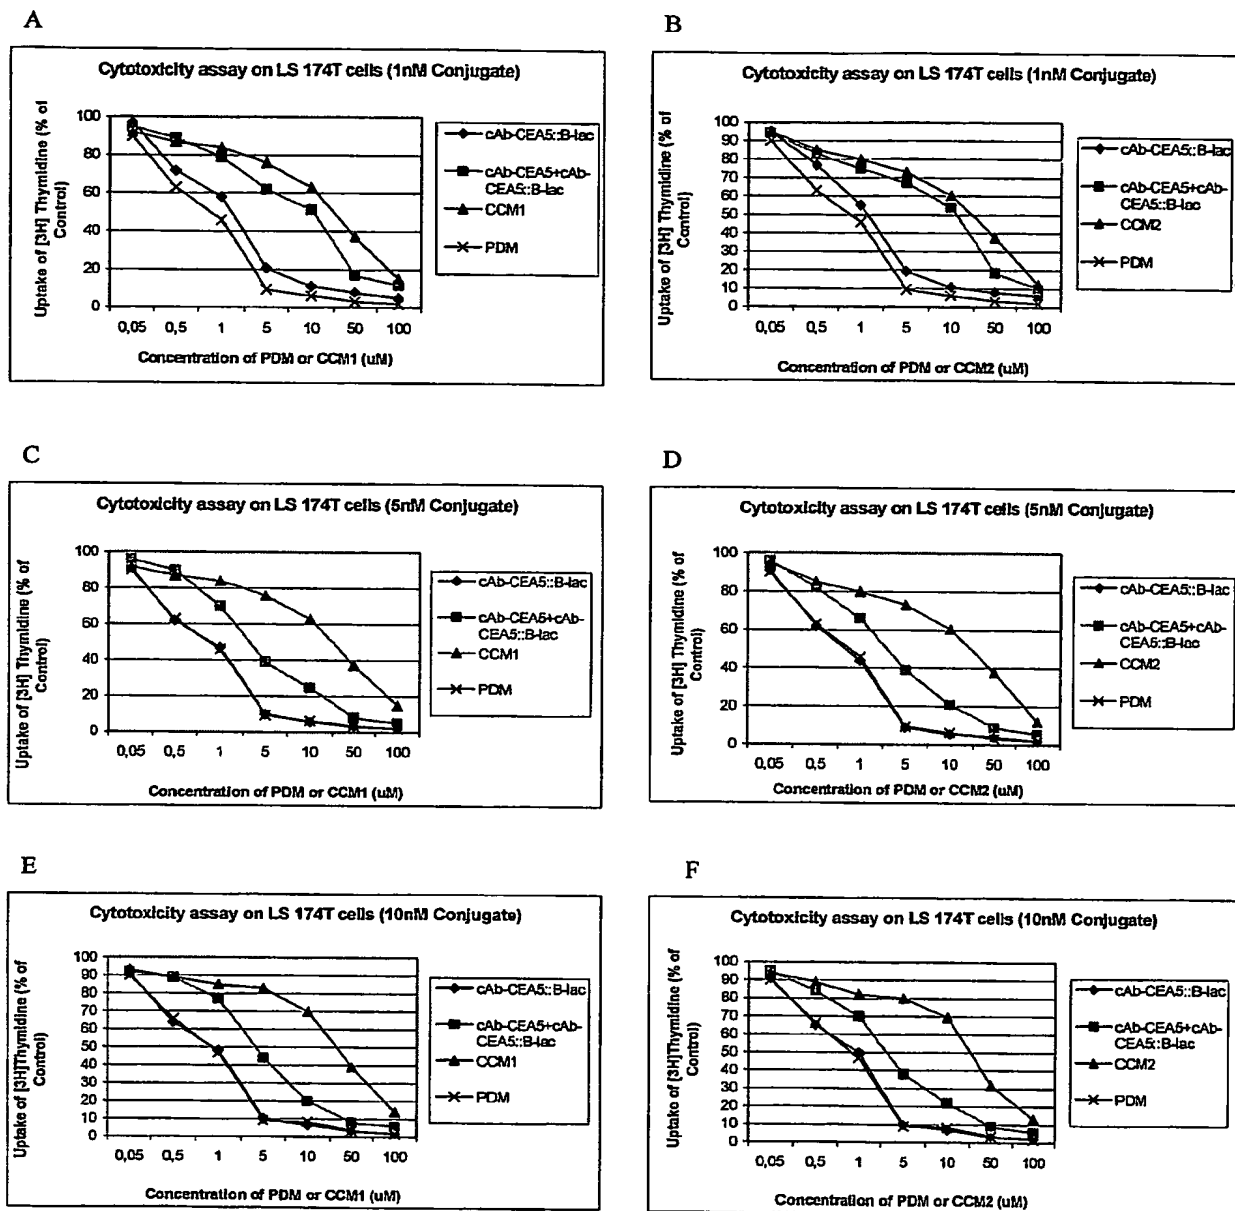 A
Cytotoxicity assay on LS 174T cells (1nM Conjugate)
Uptake of [3H] Thymidine (% of
Control)
100
80
60
40
20
0
0,05 0,5 1 5 10 50 100
Concentration of PDM or CCM1 (uM)
cAb-CEA5::B-lac
cAb-CEA5+cAb-
CEA5::B-lac
CCM1
PDM
B
Cytotoxicity assay on LS 174T cells (1nM Conjugate)
Uptake of [3H] Thymidine (% of
Control)
100
90
80
70
60
50
40
30
20
10
0
0,05 0,5 1 5 10 50 100
Concentration of PDM or CCM2 (uM)
cAb-CEA5::B-lac
cAb-CEA5+cAb-
CEA5::B-lac
CCM2
PDM
C
Cytotoxicity assay on LS 174T cells (5nM Conjugate)
Uptake of [3H] Thymidine (% of
Control)
100
80
60
40
20
0
0,05 0,5 1 5 10 50 100
Concentration of PDM or CCM1 (uM)
cAb-CEA5::B-lac
cAb-CEA5+cAb-
CEA5::B-lac
CCM1
PDM
D
Cytotoxicity assay on LS 174T cells (5nM Conjugate)
Uptake of [3H] Thymidine (% of
Control)
100
80
60
40
20
0
0,05 0,5 1 5 10 50 100
Concentration of PDM or CCM2 (uM)
cAb-CEA5::B-lac
cAb-CEA5+cAb-
CEA5::B-lac
CCM2
PDM
E
Cytotoxicity assay on LS 174T cells (10nM Conjugate)
Uptake of [3H]Thymidine (% of
Control)
100
90
80
70
60
50
40
30
20
10
0
0,05 0,5 1 5 10 50 100
Concentration of PDM or CCM1 (uM)
cAb-CEA5::B-lac
cAb-CEA5+cAb-
CEA5::B-lac
CCM1
PDM
F
Cytotoxicity assay on LS 174T cells (10nM Conjugate)
Uptake of [3H]Thymidine (% of
Control)
100
90
80
70
60
50
40
30
20
10
0
0,05 0,5 1 5 10 50 100
Concentration of PDM or CCM2 (uM)
cAb-CEA5::B-lac
cAb-CEA5+cAb-
CEA5::B-lac
CCM2
PDM